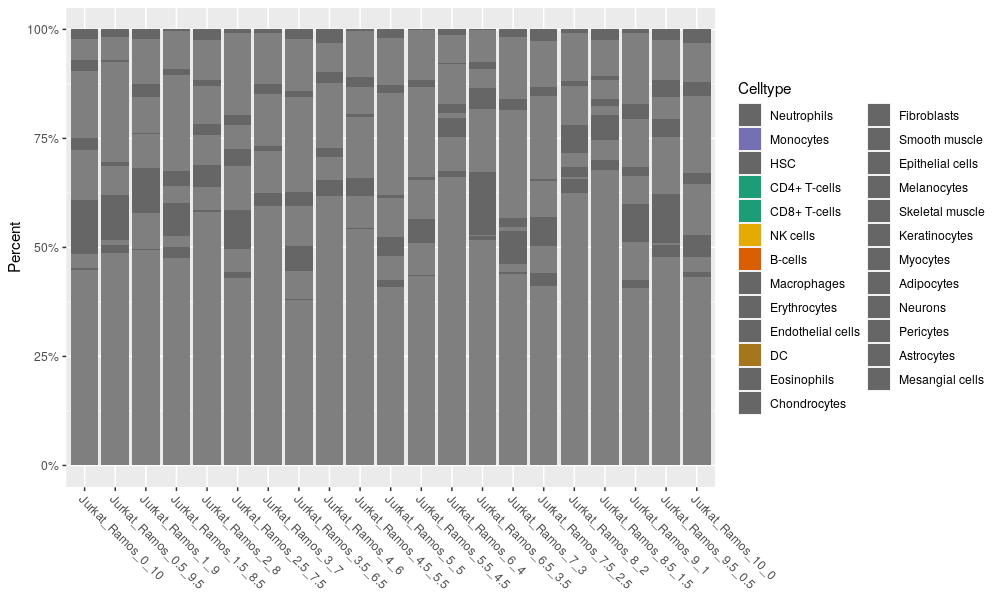 Percent
100%
75%
50%
25%
0%
Jurkat_Ramos_0_10
Jurkat_Ramos_0.5_9.5
Jurkat_Ramos_1_9
Jurkat_Ramos_1.5_8.5
Jurkat_Ramos_2_8
Jurkat_Ramos_2.5_7.5
Jurkat_Ramos_3_7
Jurkat_Ramos_3.5_6.5
Jurkat_Ramos_4_6
Jurkat_Ramos_4.5_5.5
Jurkat_Ramos_5_5
Jurkat_Ramos_5.5_4.5
Jurkat_Ramos_6_4
Jurkat_Ramos_6.5_3.5
Jurkat_Ramos_7_3
Jurkat_Ramos_7.5_2.5
Jurkat_Ramos_8_2
Jurkat_Ramos_8.5_1.5
Jurkat_Ramos_9_1
Jurkat_Ramos_9.5_0.5
Jurkat_Ramos_10_0
Celltype
Neutrophils
Monocytes
HSC
CD4+ T-cells
CD8+ T-cells
NK cells
B-cells
Macrophages
Erythrocytes
Endothelial cells
DC
Eosinophils
Chondrocytes
Fibroblasts
Smooth muscle
Epithelial cells
Melanocytes
Skeletal muscle
Keratinocytes
Myocytes
Adipocytes
Neurons
Pericytes
Astrocytes
Mesangial cells